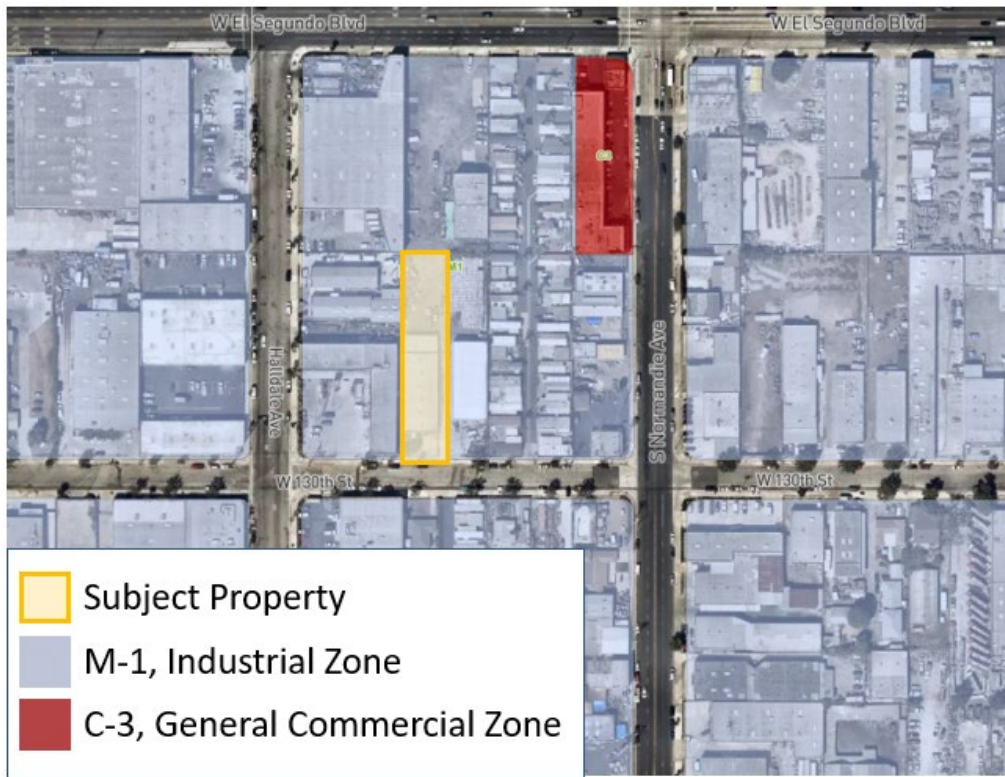 W El Segundo Blvd
W El Segundo Blvd
M1
Halldale Ave
S Normandie Ave
W 130th St
W 130th St
Subject Property
M-1, Industrial Zone
C-3, General Commercial Zone